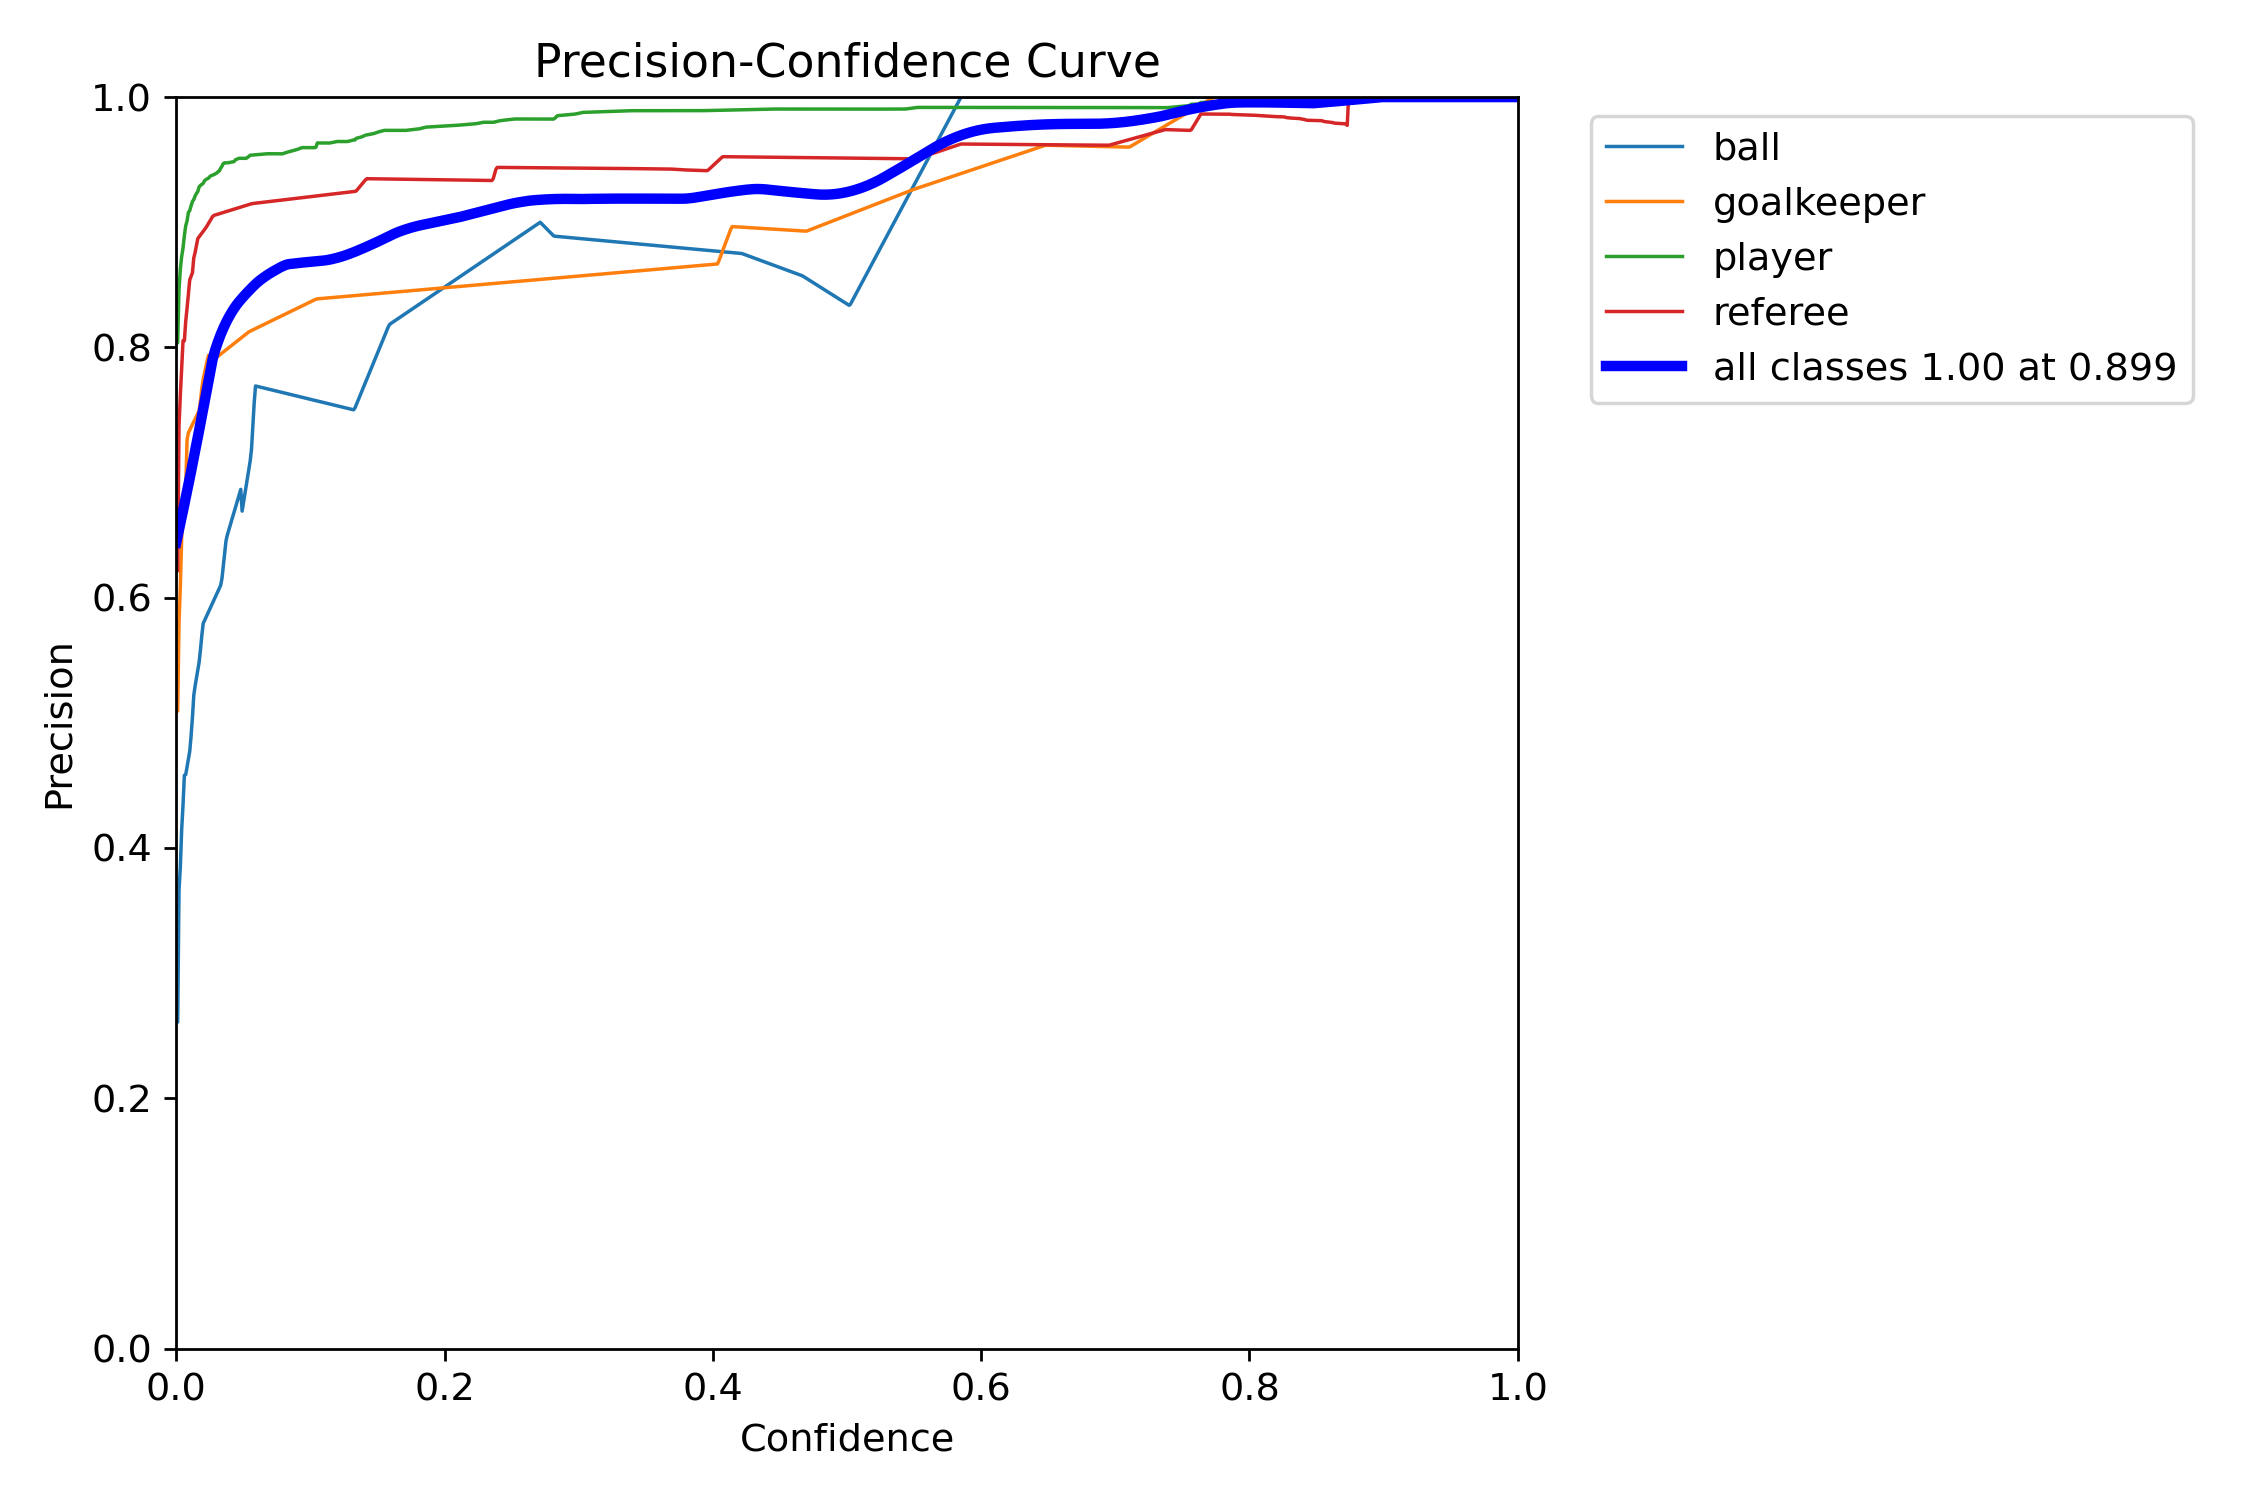 Precision-Confidence Curve
1.0
0.8
0.6
0.4
0.2
0.0
Precision
0.0 0.2 0.4 0.6 0.8 1.0
Confidence
ball
goalkeeper
player
referee
all classes 1.00 at 0.899